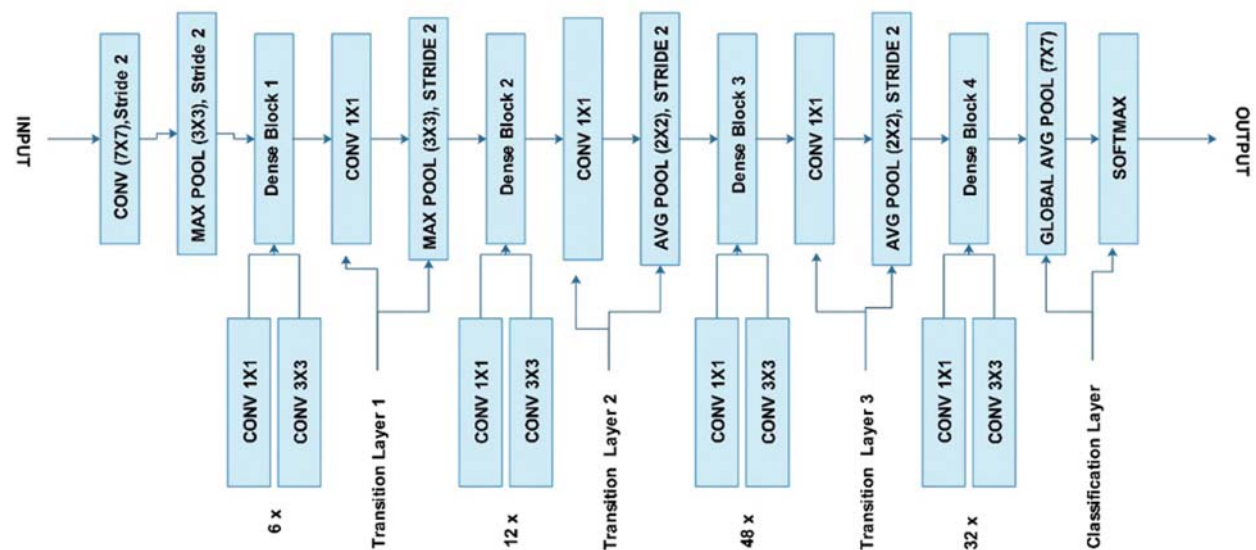 INPUT
CONV (7X7),Stride 2
MAX POOL (3X3), Stride 2
Dense Block 1
CONV 1X1
MAX POOL (3X3), STRIDE 2
Dense Block 2
CONV 1X1
AVG POOL (2X2), STRIDE 2
Dense Block 3
CONV 1X1
AVG POOL (2X2), STRIDE 2
Dense Block 4
GLOBAL AVG POOL (7X7)
SOFTMAX
OUTPUT
CONV 1X1
CONV 3X3
6 x
Transition Layer 1
CONV 1X1
CONV 3X3
12 x
Transition Layer 2
CONV 1X1
CONV 3X3
48 x
Transition Layer 3
CONV 1X1
CONV 3X3
32 x
Classification Layer